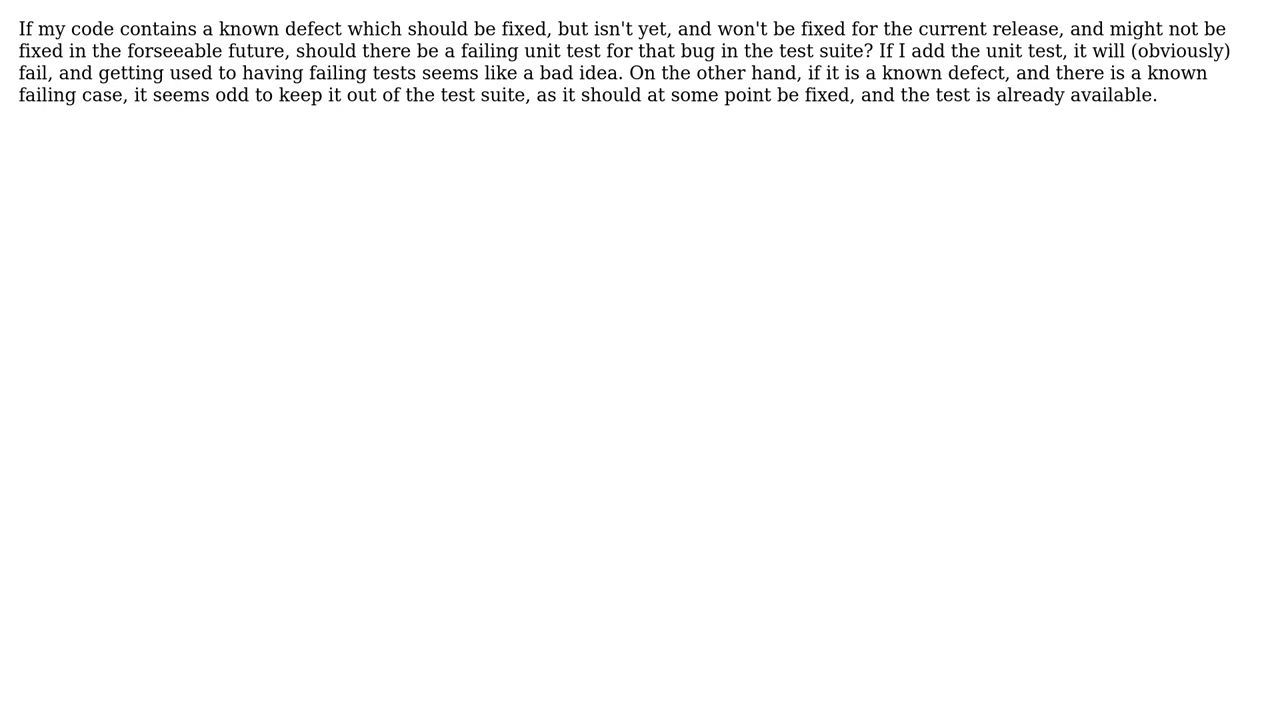 If my code contains a known defect which should be fixed, but isn't yet, and won't be fixed for the current release, and might not be
fixed in the forseeable future, should there be a failing unit test for that bug in the test suite? If I add the unit test, it will (obviously)
fail, and getting used to having failing tests seems like a bad idea. On the other hand, if it is a known defect, and there is a known
failing case, it seems odd to keep it out of the test suite, as it should at some point be fixed, and the test is already available.